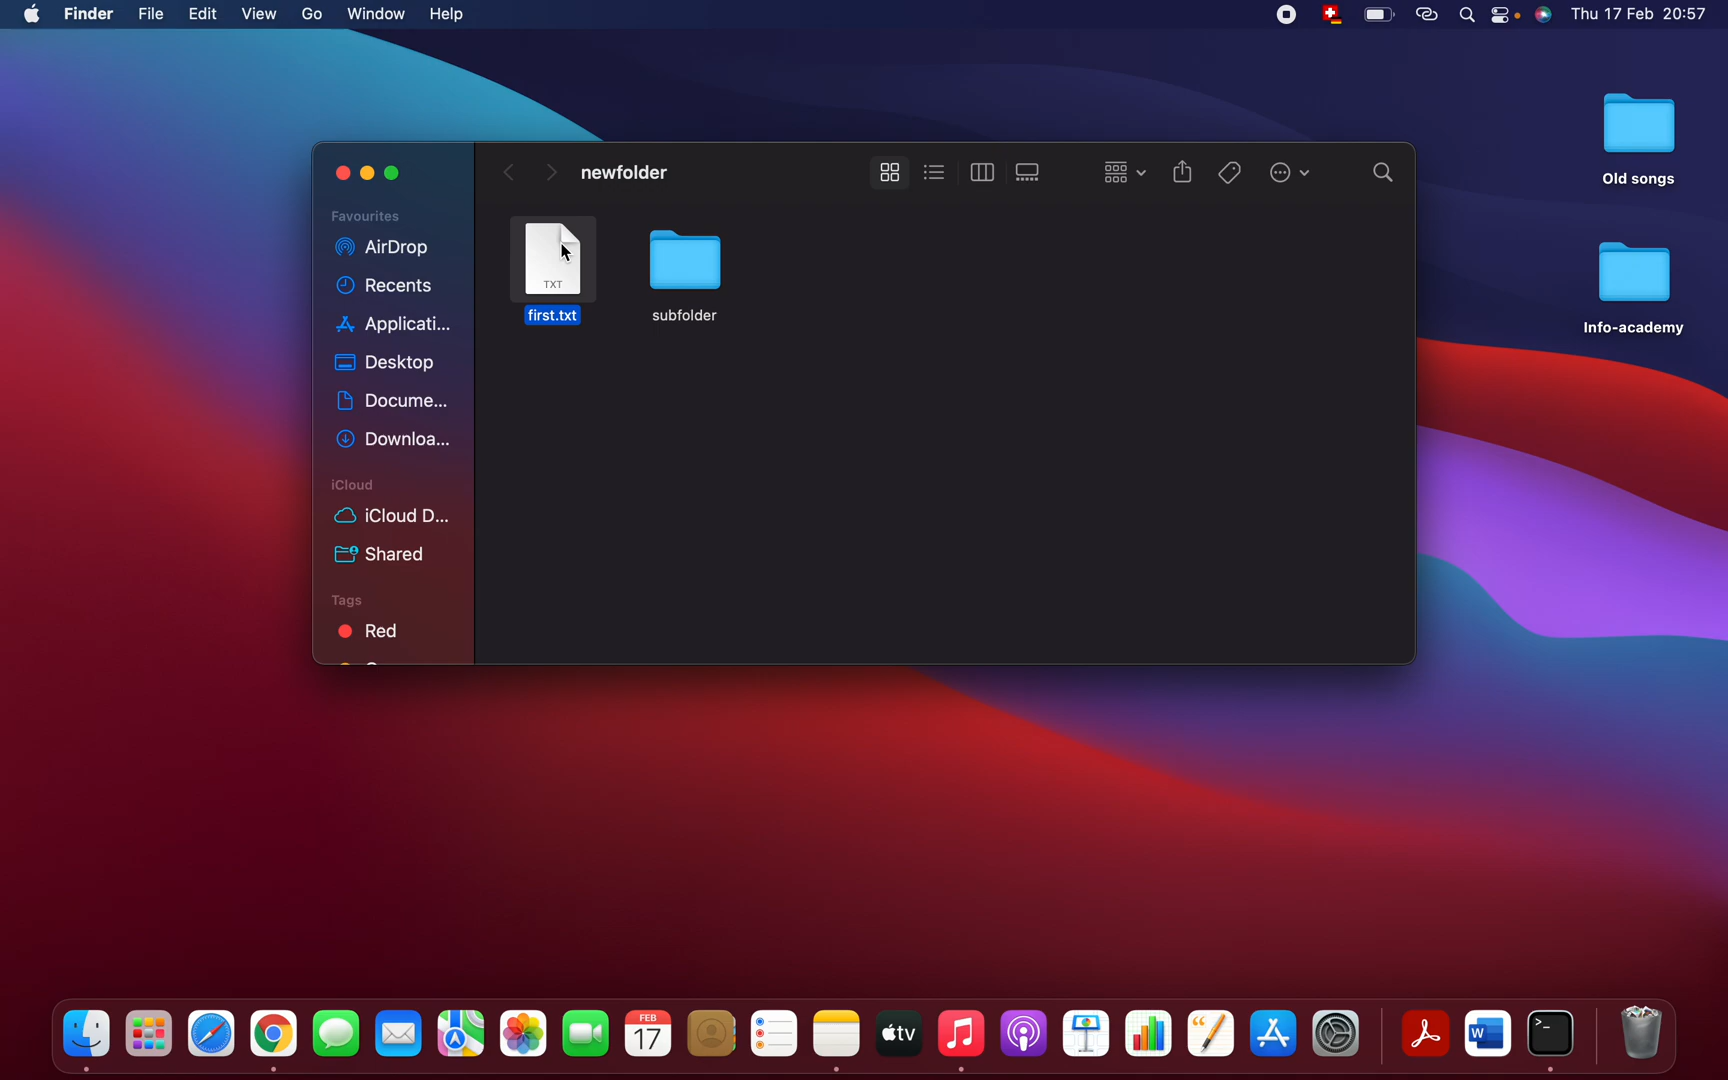 Finder File Edit View Go Window Help
Thu 17 Feb 20:57
newfolder
Favourites
AirDrop
Recents
Applicati...
Desktop
Docume...
Downloa...
iCloud
iCloud D...
Shared
Tags
Red
TXT
first.txt
subfolder
Old songs
Info-academy
FEB
17
tv
W
>_